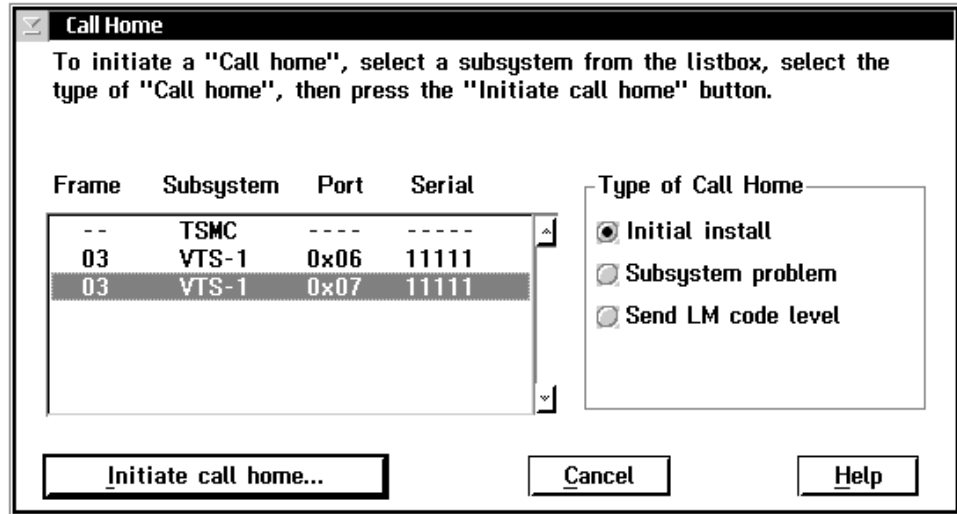 Call Home
To initiate a "Call home", select a subsystem from the listbox, select the
type of "Call home", then press the "Initiate call home" button.
Frame Subsystem Port Serial
-- TSMC ---- -----
03 VTS-1 0x06 11111
03 VTS-1 0x07 11111
Type of Call Home
Initial install
Subsystem problem
Send LM code level
Initiate call home... Cancel Help